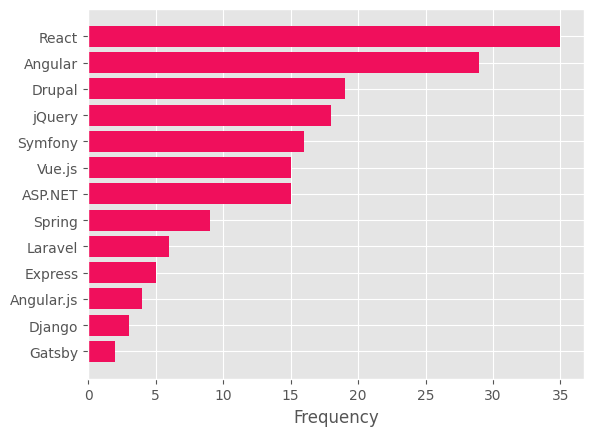 React
Angular
Drupal
jQuery
Symfony
Vue.js
ASP.NET
Spring
Laravel
Express
Angular.js
Django
Gatsby
0 5 10 15 20 25 30 35
Frequency